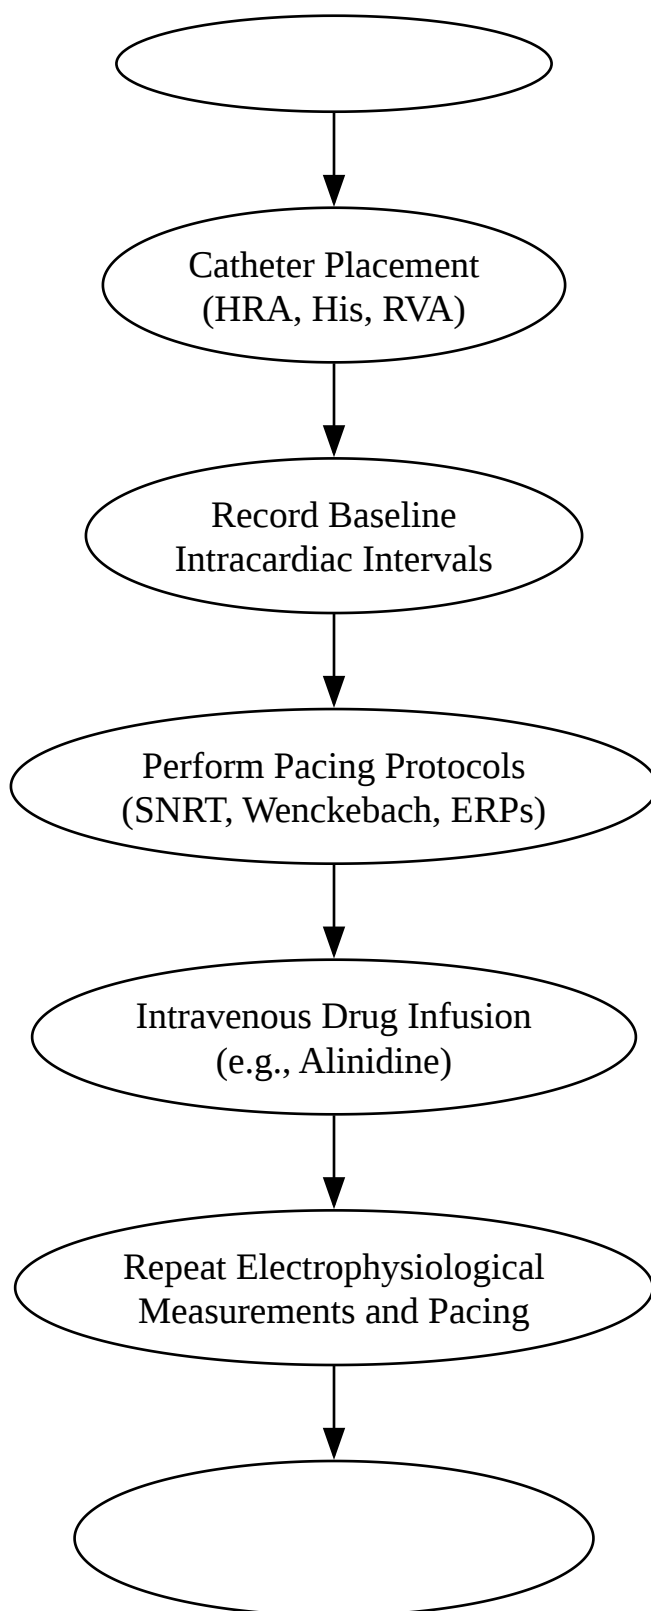 Catheter Placement
(HRA, His, RVA)
Record Baseline
Intracardiac Intervals
Perform Pacing Protocols
(SNRT, Wenckebach, ERPs)
Intravenous Drug Infusion
(e.g., Alinidine)
Repeat Electrophysiological
Measurements and Pacing